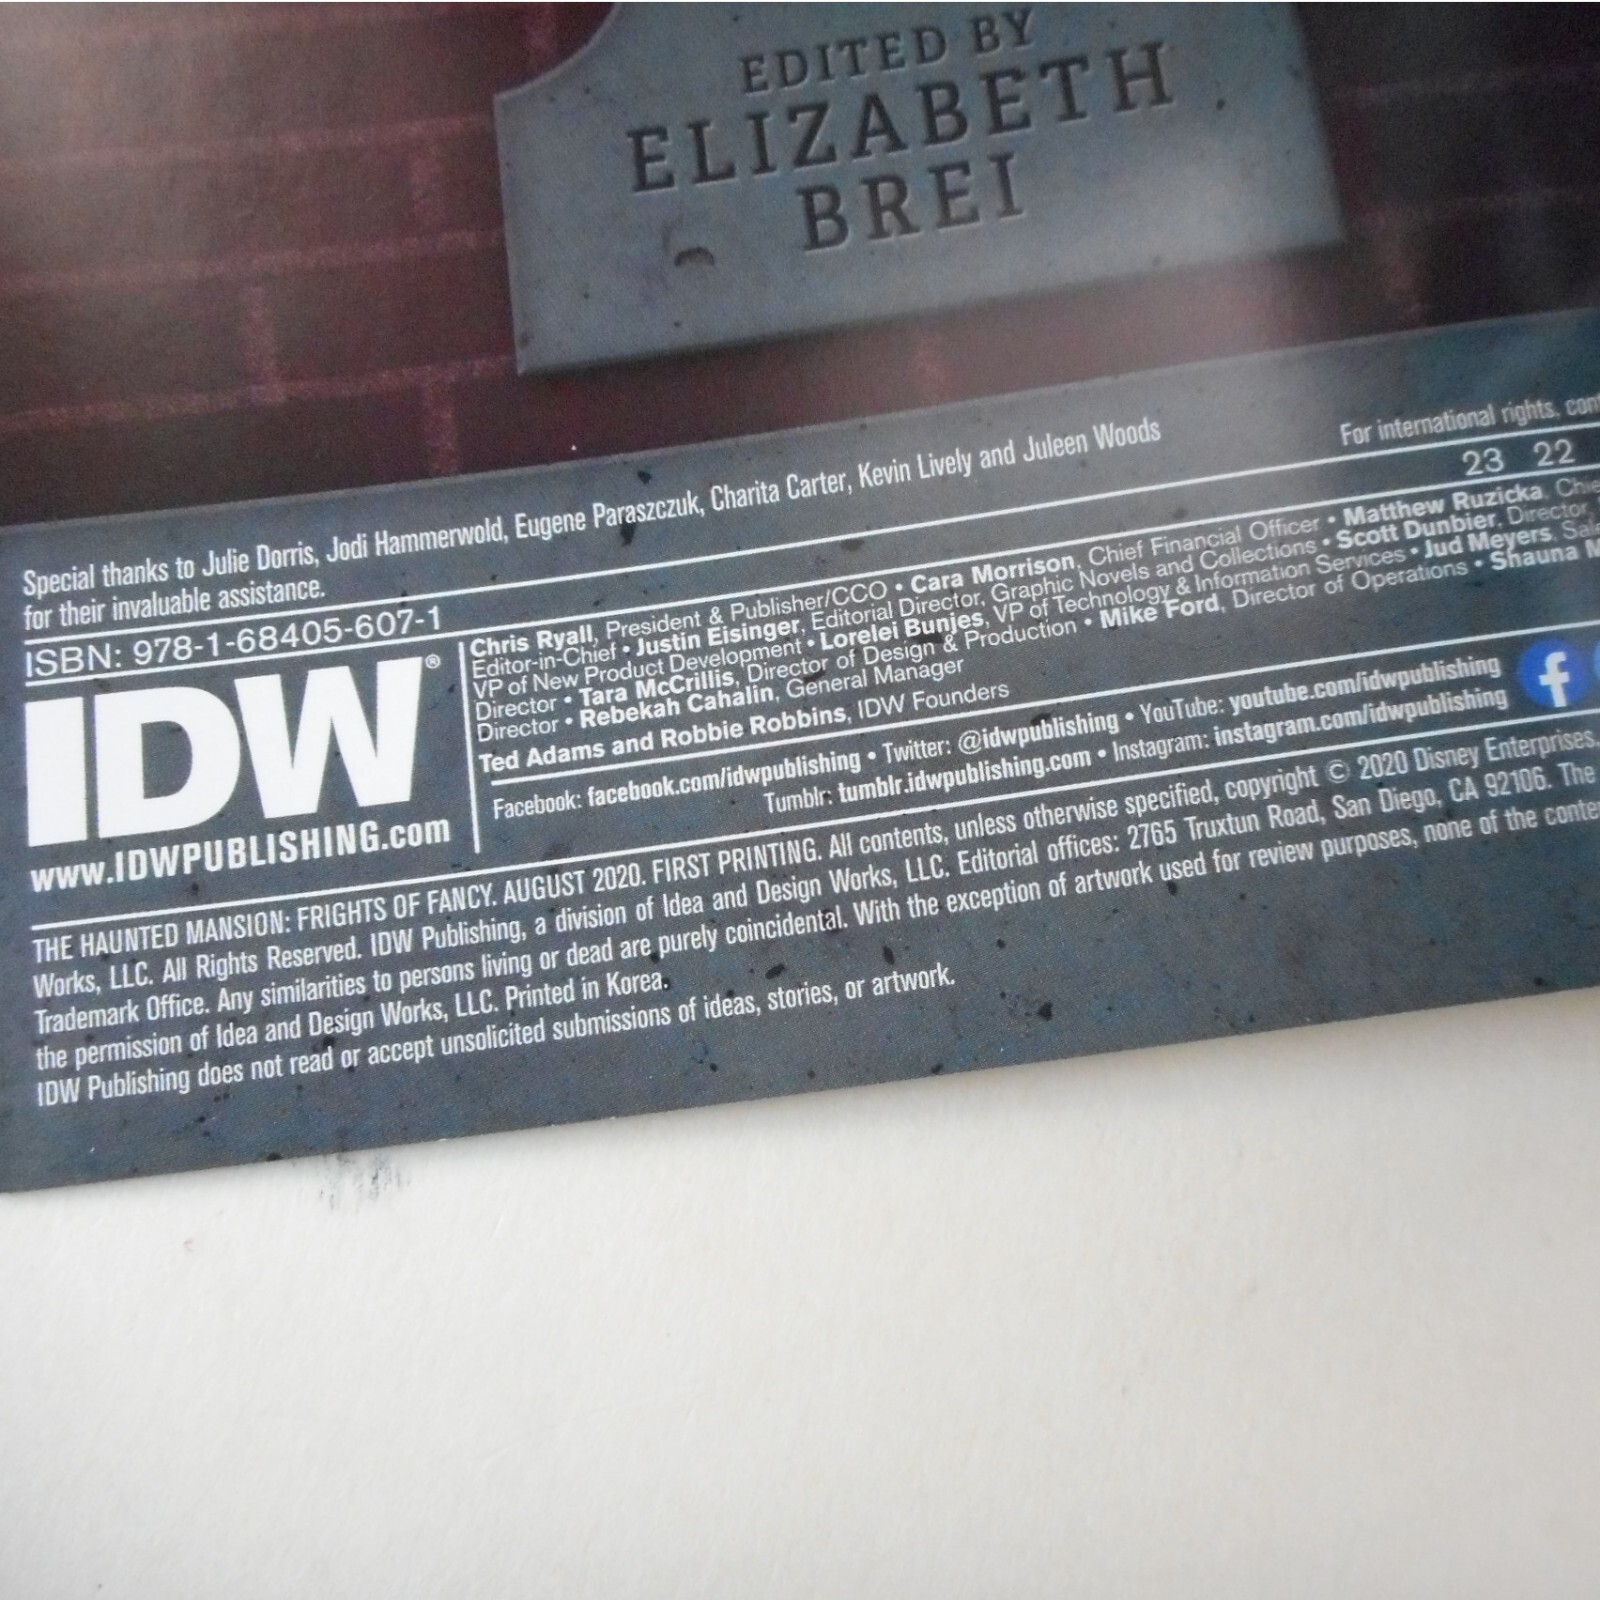 EDITED BY
ELIZABETH
BREI
Special thanks to Julie Dorris, Jodi Hammerwold, Eugene Paraszczuk, Charita Carter, Kevin Lively and Juleen Woods
for their invaluable assistance.
For international rights, con
ISBN: 978-1-68405-607-1
23 22
IDW®
www.IDWPUBLISHING.com
Chris Ryall, President & Publisher/CCO • Cara Morrison, Chief Financial Officer • Matthew Ruzicka, Chie
Editor-in-Chief • Justin Eisinger, Editorial Director, Graphic Novels and Collections • Scott Dunbier, Director,
VP of New Product Development • Lorelei Bunjes, VP of Technology & Information Services • Jud Meyers, Sale
Director • Tara McCrillis, Director of Design & Production • Mike Ford, Director of Operations • Shauna M
Director • Rebekah Cahalin, General Manager
Ted Adams and Robbie Robbins, IDW Founders
Facebook: facebook.com/idwpublishing • Twitter: @idwpublishing • YouTube: youtube.com/idwpublishing
Tumblr: tumblr.idwpublishing.com • Instagram: instagram.com/idwpublishing
f
THE HAUNTED MANSION: FRIGHTS OF FANCY. AUGUST 2020. FIRST PRINTING. All contents, unless otherwise specified, copyright © 2020 Disney Enterprises,
Works, LLC. All Rights Reserved. IDW Publishing, a division of Idea and Design Works, LLC. Editorial offices: 2765 Truxtun Road, San Diego, CA 92106. The
Trademark Office. Any similarities to persons living or dead are purely coincidental. With the exception of artwork used for review purposes, none of the conte
the permission of Idea and Design Works, LLC. Printed in Korea.
IDW Publishing does not read or accept unsolicited submissions of ideas, stories, or artwork.